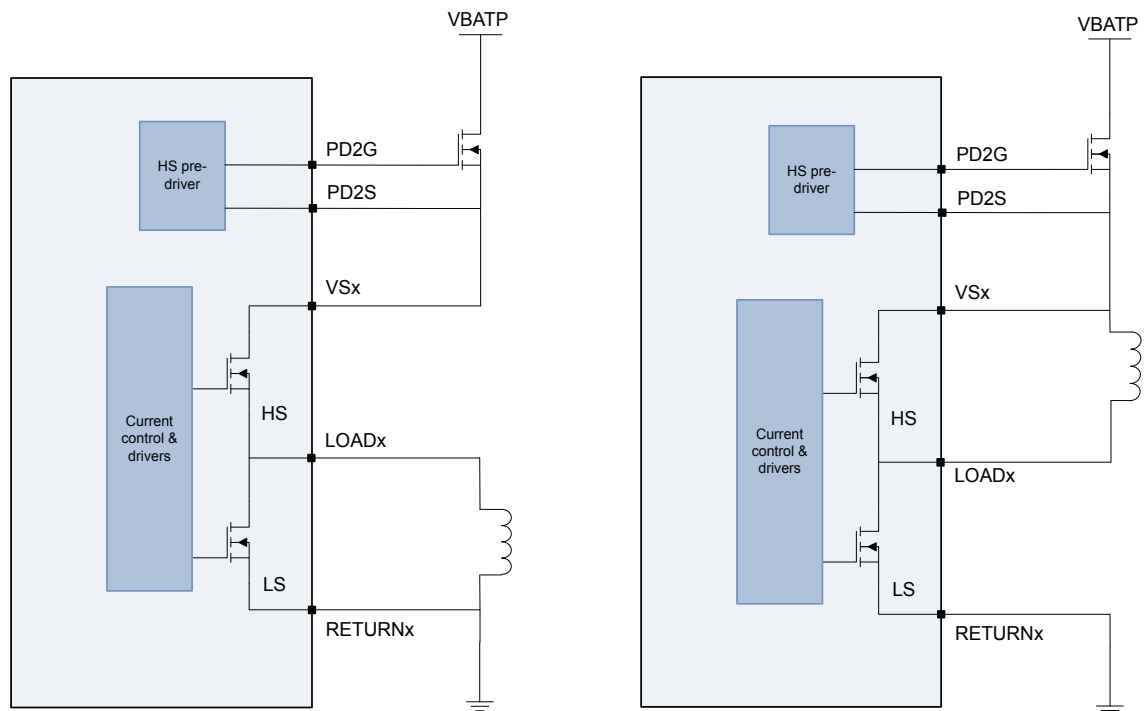 VBATP
HS pre-
driver
PD2G
PD2S
VSx
Current
control &
drivers
HS
LOADx
LS
RETURNx
VBATP
HS pre-
driver
PD2G
PD2S
VSx
Current
control &
drivers
HS
LOADx
LS
RETURNx